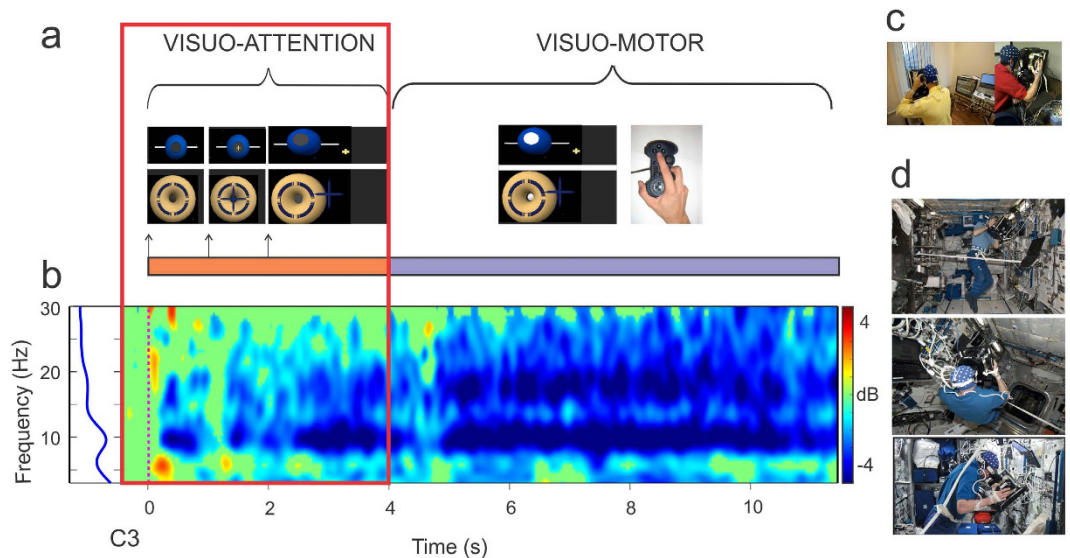 a
VISUO-ATTENTION
VISUO-MOTOR
c
d
b
30
20
10
Frequency (Hz)
4
dB
-4
0
2
4
6
8
10
C3
Time (s)